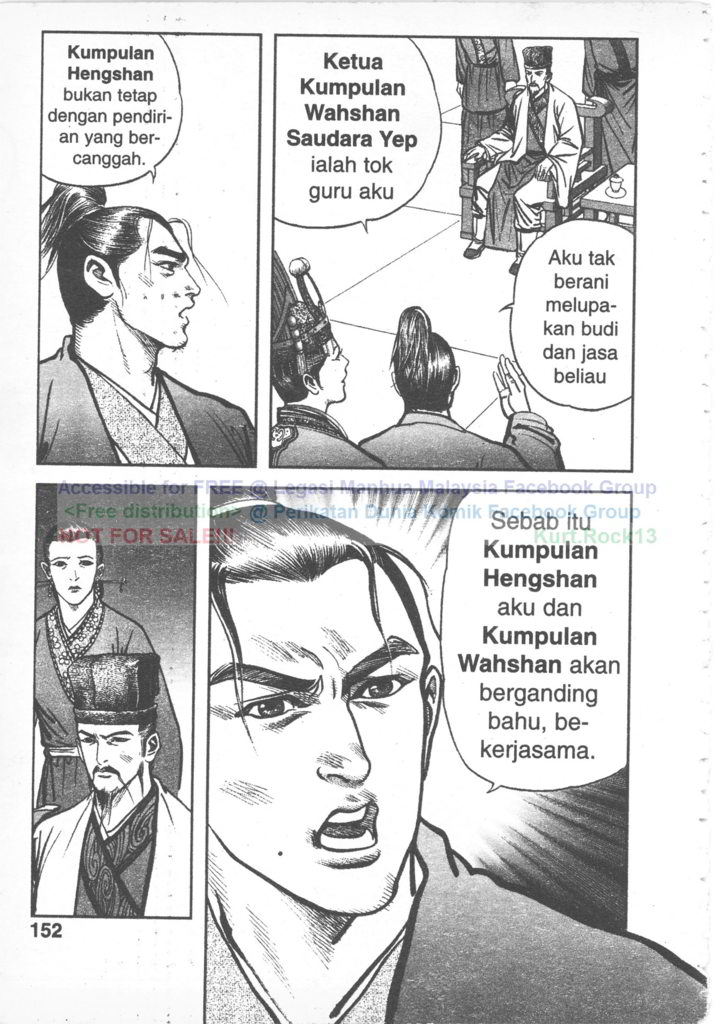 Kumpulan
Hengshan
bukan tetap
dengan pendiri-
an yang ber-
canggah.
Ketua
Kumpulan
Wahshan
Saudara Yep
ialah tok
guru aku
Aku tak
berani
melupa-
kan budi
dan jasa
beliau
Accessible for FREE @ Legasi Manhua Malaysia Facebook Group
<Free distribution> @ Perikatan Dunia Komik Facebook Group
NOT FOR SALE!!!
Kurt.Rock13
Sebab itu
Kumpulan
Hengshan
aku dan
Kumpulan
Wahshan akan
berganding
bahu, be-
kerjasama.
152